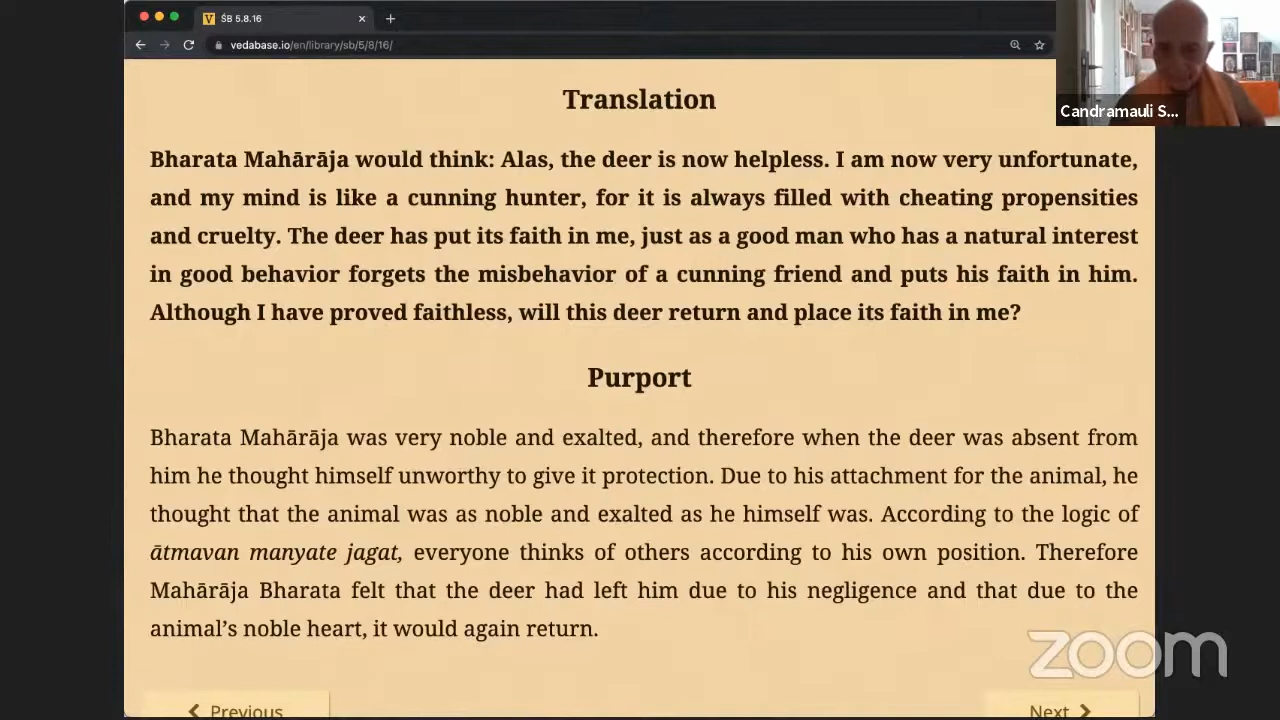 ŚB 5.8.16
vedabase.io/en/library/sb/5/8/16/
Candramauli S...
Translation
Bharata Mahārāja would think: Alas, the deer is now helpless. I am now very unfortunate,
and my mind is like a cunning hunter, for it is always filled with cheating propensities
and cruelty. The deer has put its faith in me, just as a good man who has a natural interest
in good behavior forgets the misbehavior of a cunning friend and puts his faith in him.
Although I have proved faithless, will this deer return and place its faith in me?
Purport
Bharata Mahārāja was very noble and exalted, and therefore when the deer was absent from
him he thought himself unworthy to give it protection. Due to his attachment for the animal, he
thought that the animal was as noble and exalted as he himself was. According to the logic of
ātmavan manyate jagat, everyone thinks of others according to his own position. Therefore
Mahārāja Bharata felt that the deer had left him due to his negligence and that due to the
animal's noble heart, it would again return.
zoom
Previous
Next